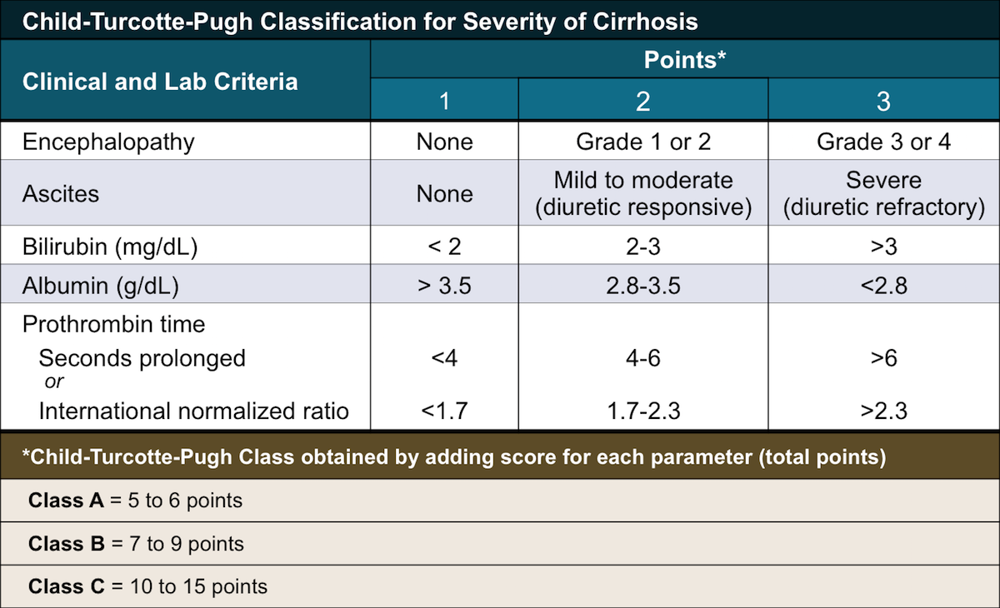 Child-Turcotte-Pugh Classification for Severity of Cirrhosis
Clinical and Lab Criteria
Points*
1 2 3
Encephalopathy None Grade 1 or 2 Grade 3 or 4
Ascites None Mild to moderate (diuretic responsive) Severe (diuretic refractory)
Bilirubin (mg/dL) < 2 2-3 >3
Albumin (g/dL) > 3.5 2.8-3.5 <2.8
Prothrombin time
Seconds prolonged <4 4-6 >6
or
International normalized ratio <1.7 1.7-2.3 >2.3
*Child-Turcotte-Pugh Class obtained by adding score for each parameter (total points)
Class A = 5 to 6 points
Class B = 7 to 9 points
Class C = 10 to 15 points